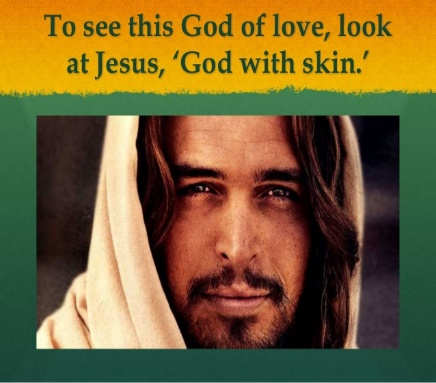 To see this God of love, look
at Jesus, ‘God with skin.’